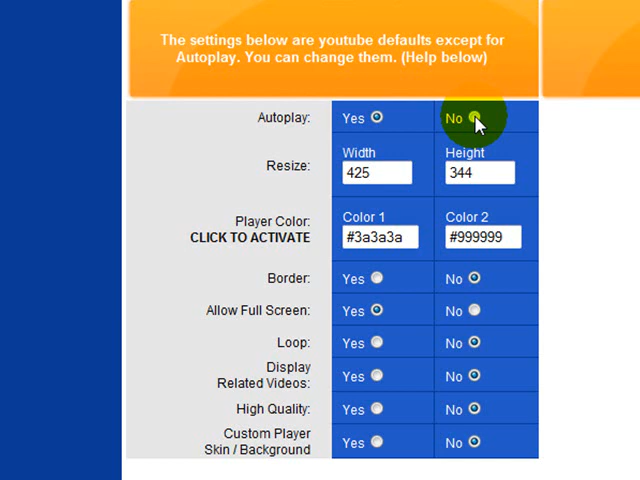 The settings below are youtube defaults except for
Autoplay. You can change them. (Help below)
Autoplay: Yes No
Width Height
Resize: 425 344
Color 1 Color 2
Player Color:
CLICK TO ACTIVATE #3a3a3a #999999
Border: Yes No
Allow Full Screen: Yes No
Loop: Yes No
Display
Related Videos: Yes No
High Quality: Yes No
Custom Player
Skin / Background Yes No